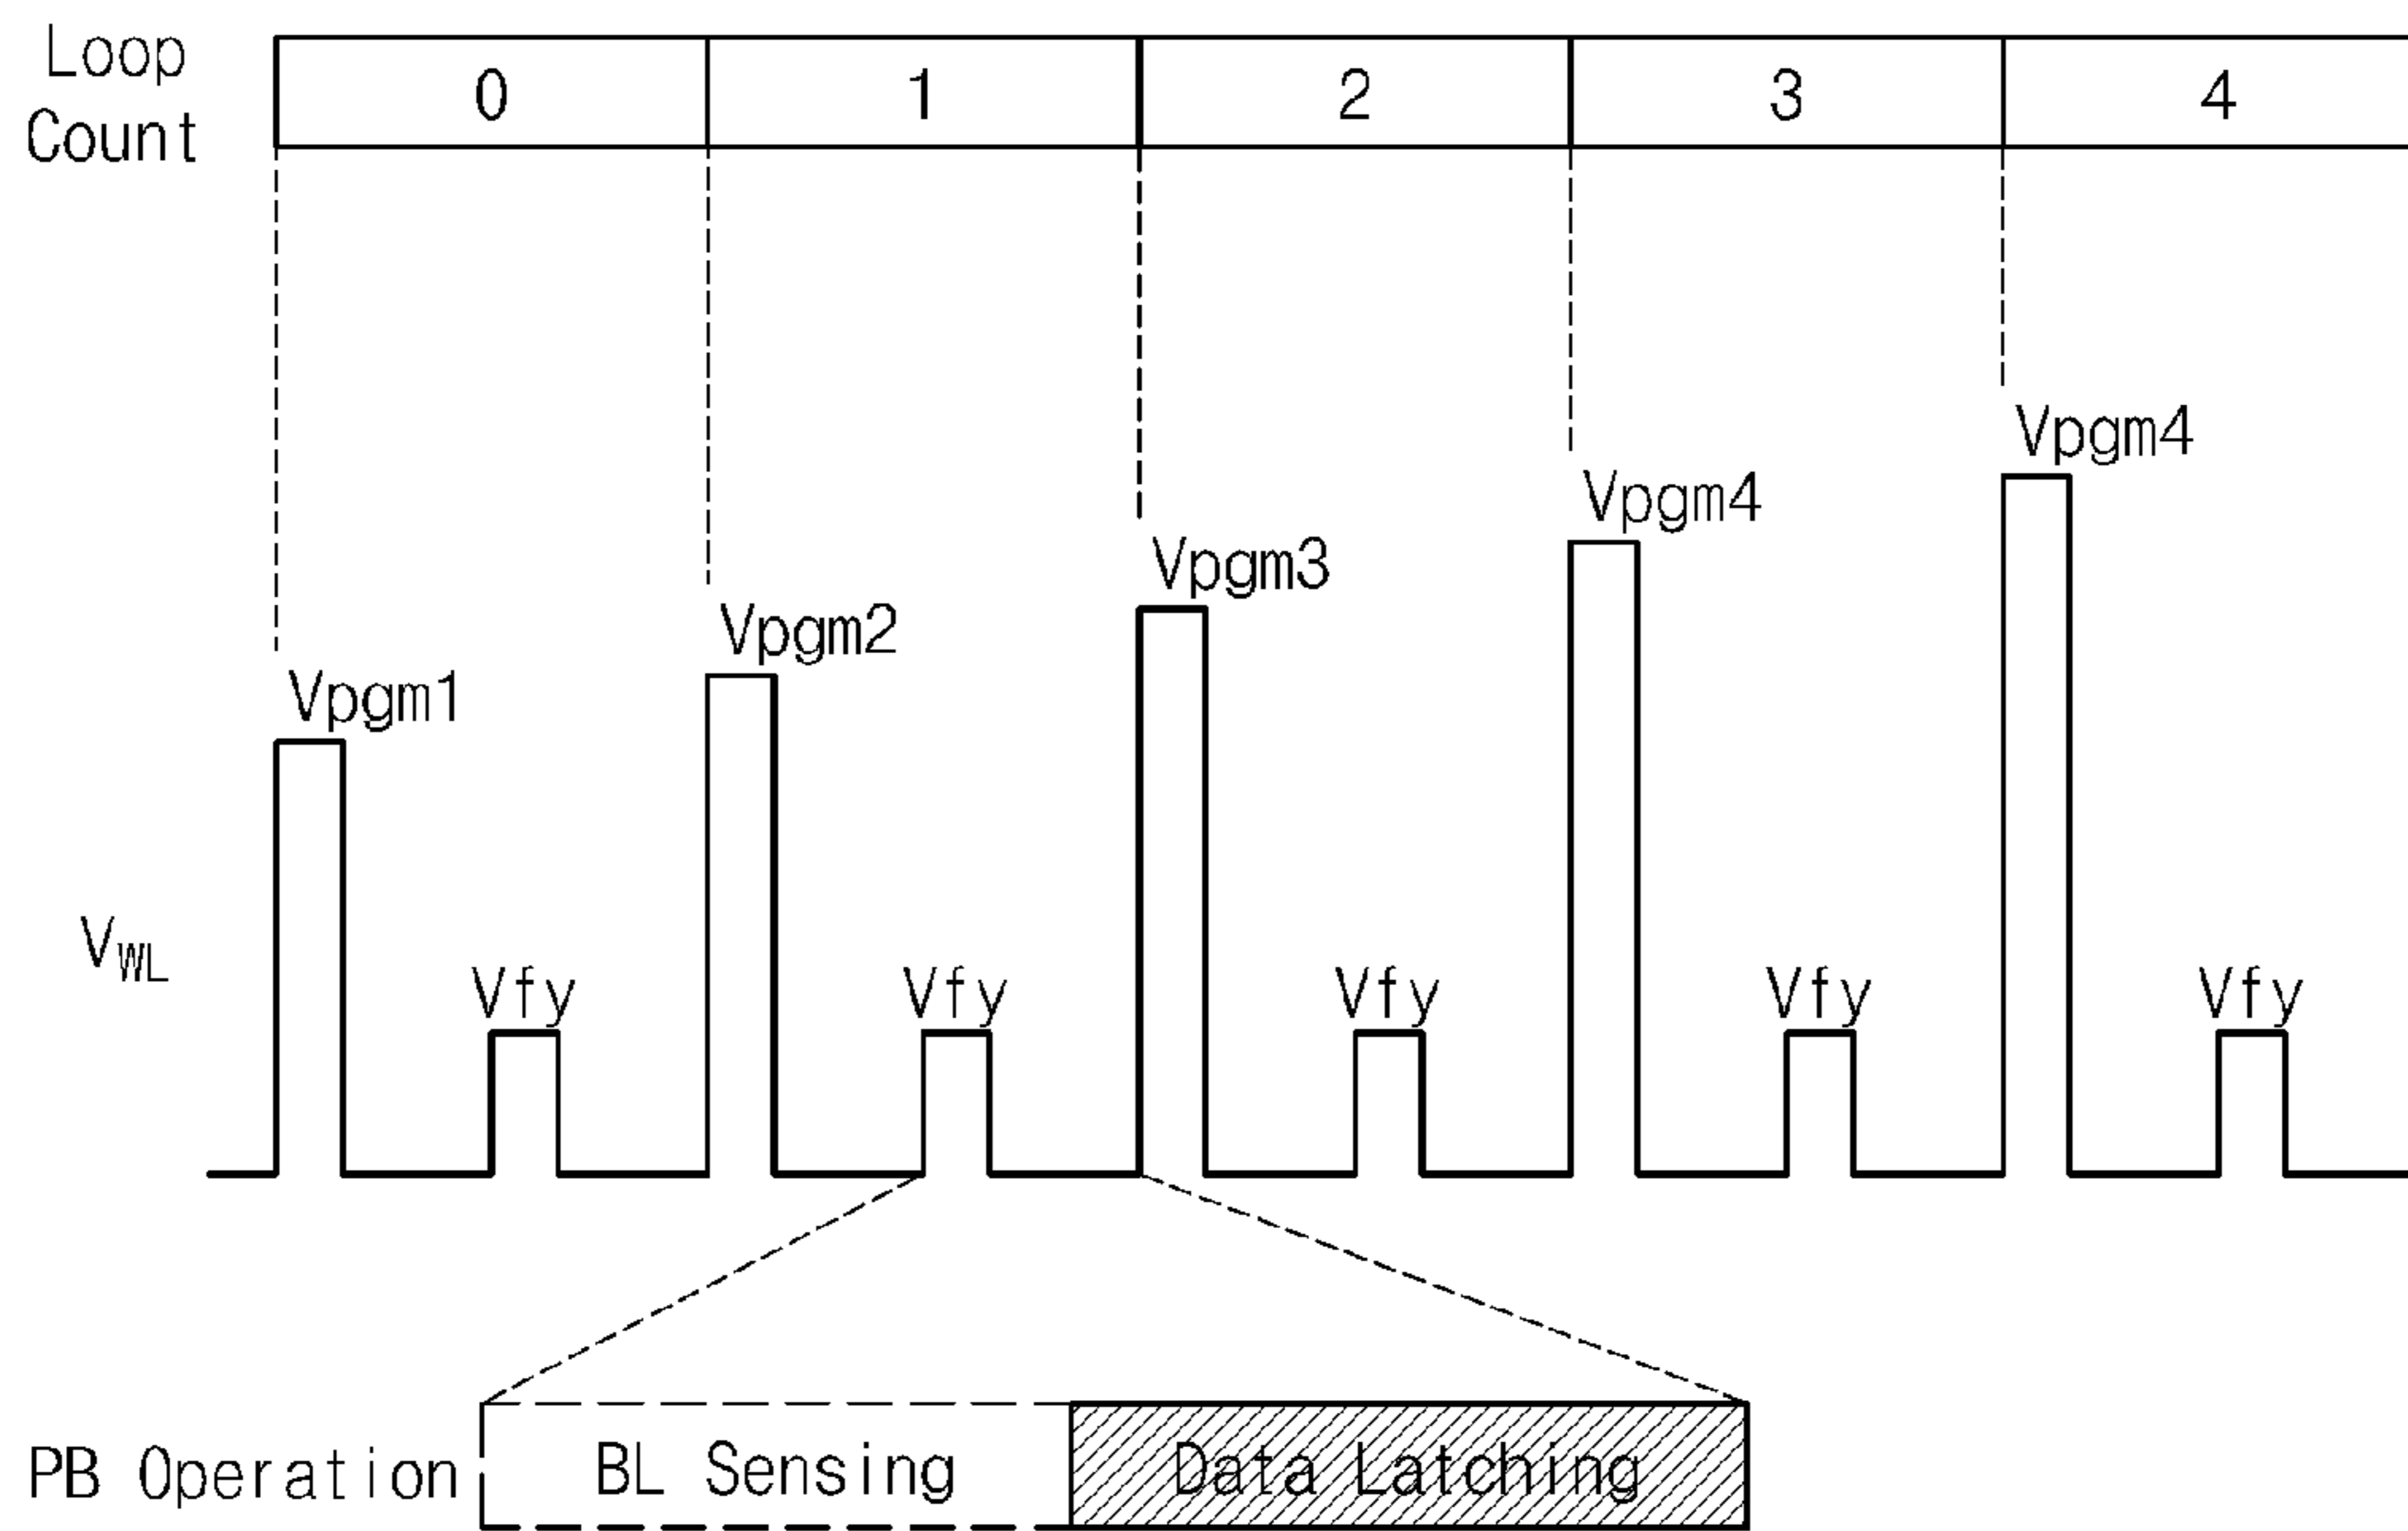 Loop
Count
0 1 2 3 4
Vpgm4
Vpgm4
Vpgm3
Vpgm2
Vpgm1
VWL
Vfy Vfy Vfy Vfy Vfy
PB Operation BL Sensing Data Latching